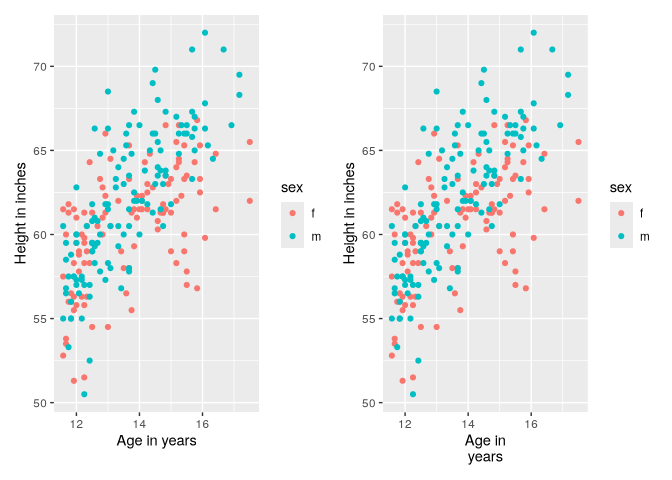 Height in inches
70
65
60
55
50
12
14
16
Age in years
sex
f
m
Height in inches
70
65
60
55
50
12
14
16
Age in
years
sex
f
m